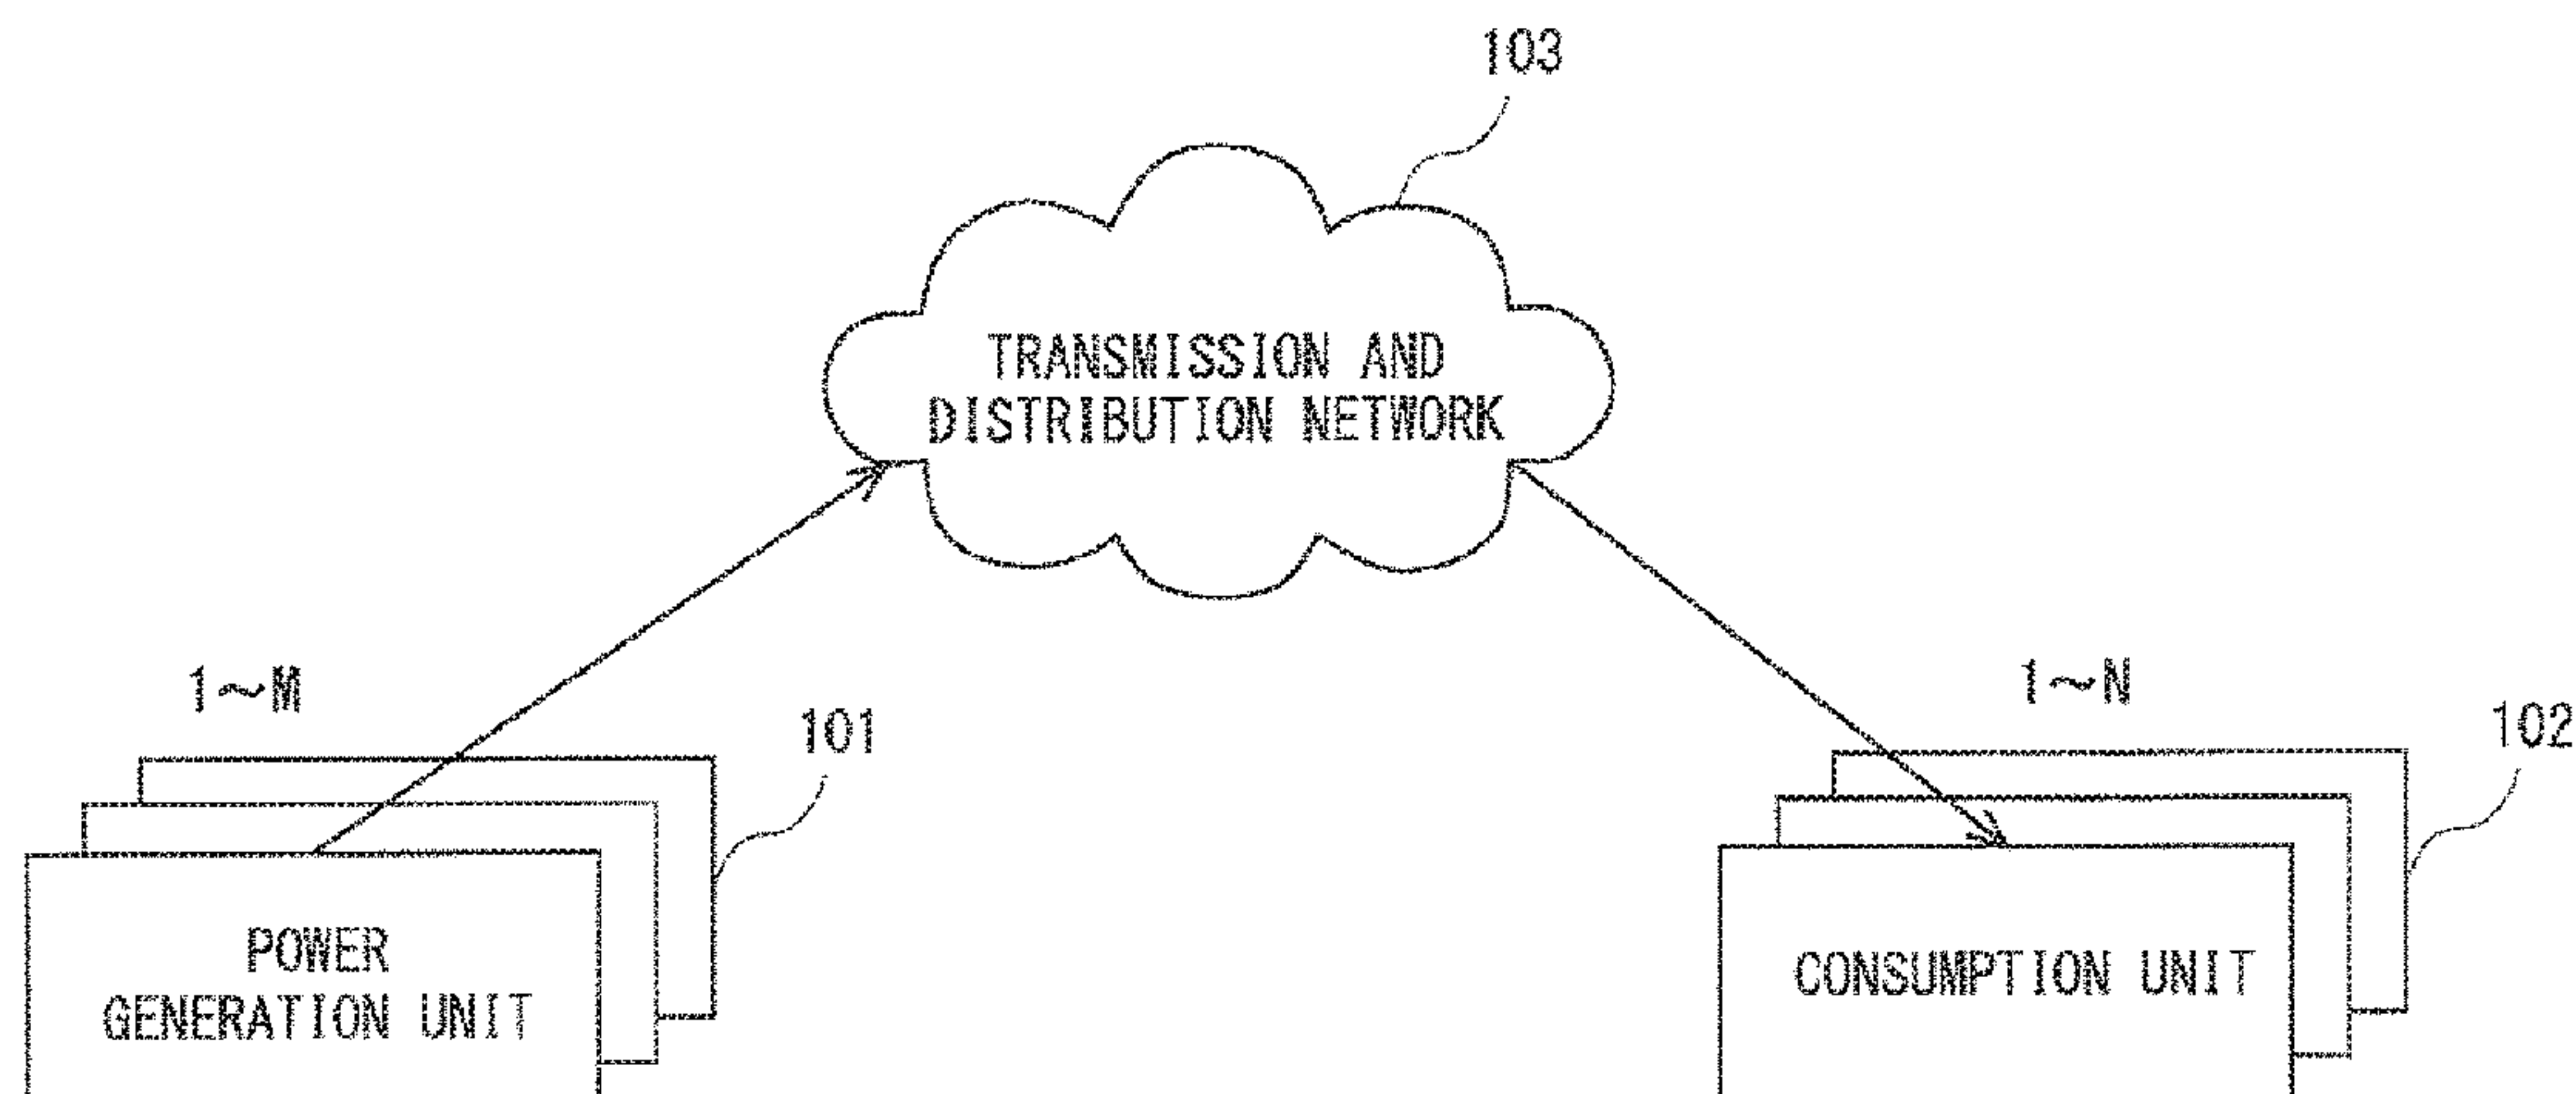 103
TRANSMISSION AND
DISTRIBUTION NETWORK
1~M
101
1~N
102
POWER
GENERATION UNIT
CONSUMPTION UNIT